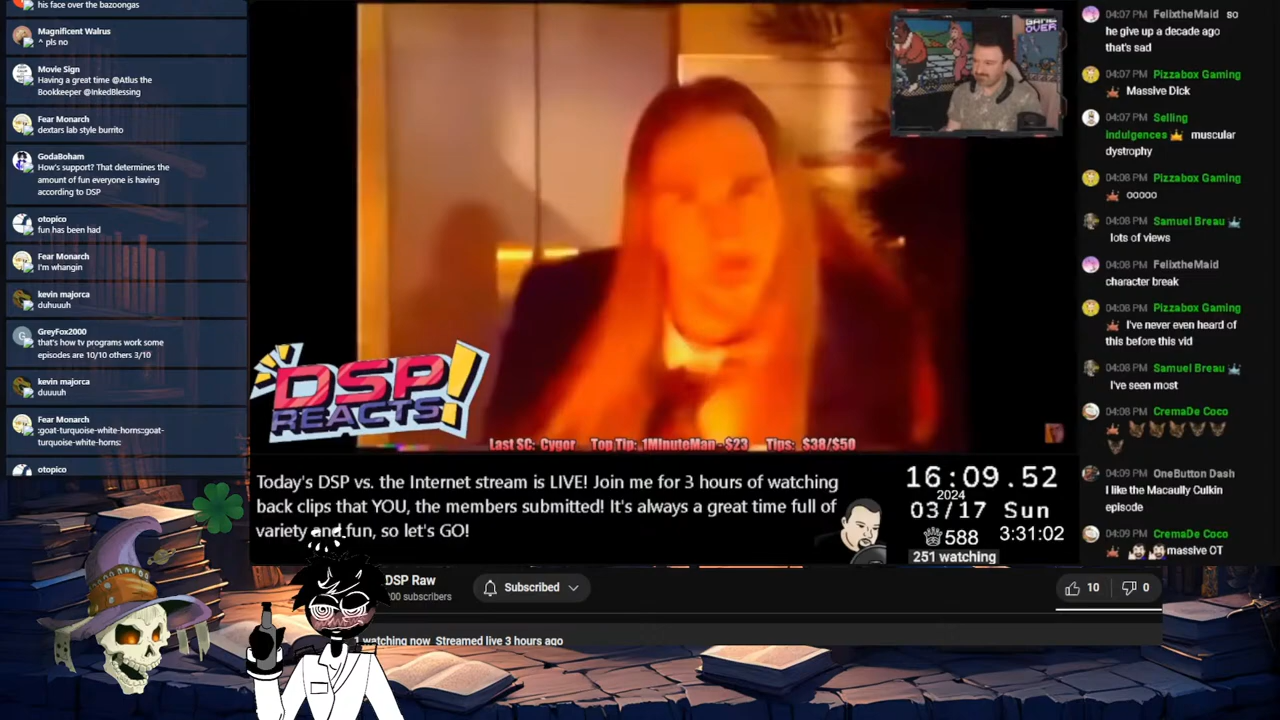 his face over the bazoongas
Magnificent Walrus
^ pls no
Movie Sign
Having a great time @Atlus the
Bookkeeper @InkedBlessing
Fear Monarch
dextars lab style burrito
GodaBoham
How's support? That determines the
amount of fun everyone is having
according to DSP
otopico
fun has been had
Fear Monarch
I'm whangin
kevin majorca
duhuuuh
G
GreyFox2000
that's how tv programs work some
episodes are 10/10 others 3/10
kevin majorca
duuuuh
Fear Monarch
:goat-turquoise-white-horns::goat-
turquoise-white-horns:
otopico
GAME
OVER
DSP!
REACTS
Last SC: Cygor Top Tip: 1MInuteMan - $23 Tips: $38/$50
Today's DSP vs. the Internet stream is LIVE! Join me for 3 hours of watching
back clips that YOU, the members submitted! It's always a great time full of
variety and fun, so let's GO!
16:09.52
2024
03/17 Sun
588 3:31:02
251 watching
04:07 PM FelixtheMaid so
he give up a decade ago
that's sad
04:07 PM Pizzabox Gaming
Massive Dick
04:07 PM Selling
indulgences muscular
dystrophy
04:08 PM Pizzabox Gaming
ooooo
04:08 PM Samuel Breau
lots of views
04:08 PM FelixtheMaid
character break
04:08 PM Pizzabox Gaming
I've never even heard of
this before this vid
04:08 PM Samuel Breau
I've seen most
04:08 PM CremaDe Coco
04:09 PM OneButton Dash
I like the Macaully Culkin
episode
04:09 PM CremaDe Coco
massive OT
DSP Raw
00 subscribers
Subscribed
10
0
1 watching now Streamed live 3 hours ago